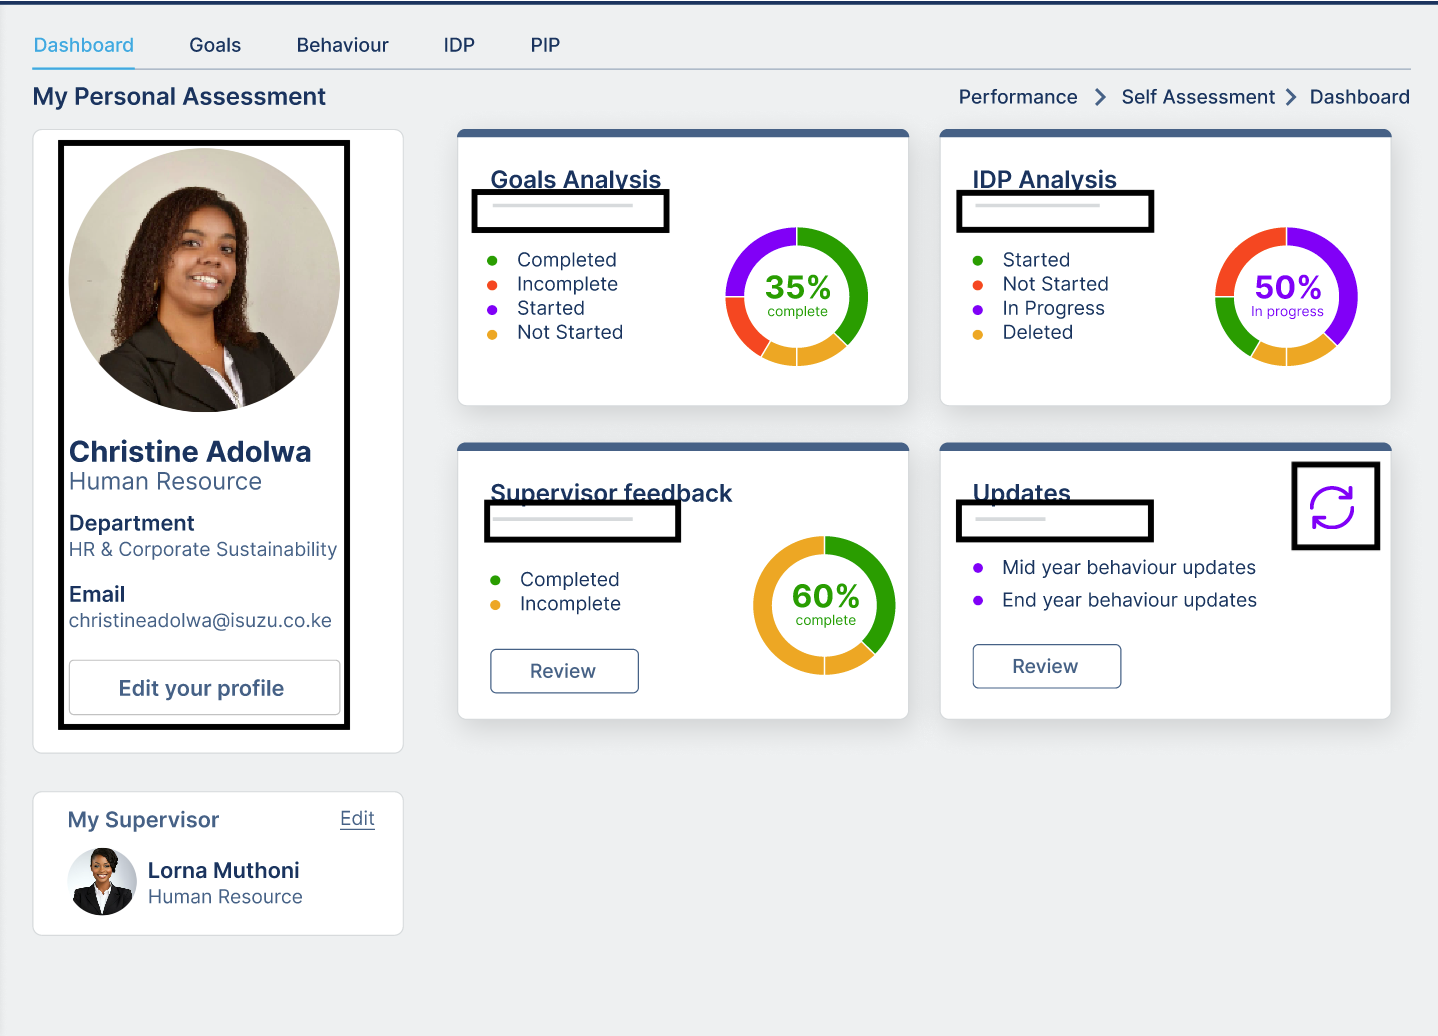 Dashboard Goals Behaviour IDP PIP
My Personal Assessment
Performance Self Assessment Dashboard
Christine Adolwa
Human Resource
Department
HR & Corporate Sustainability
Email
christineadolwa@isuzu.co.ke
Edit your profile
My Supervisor Edit
Lorna Muthoni
Human Resource
Goals Analysis
Completed
Incomplete
Started
Not Started
35%
complete
IDP Analysis
Started
Not Started
In Progress
Deleted
50%
In progress
Supervisor feedback
Completed
Incomplete
60%
complete
Review
Updates
Mid year behaviour updates
End year behaviour updates
Review